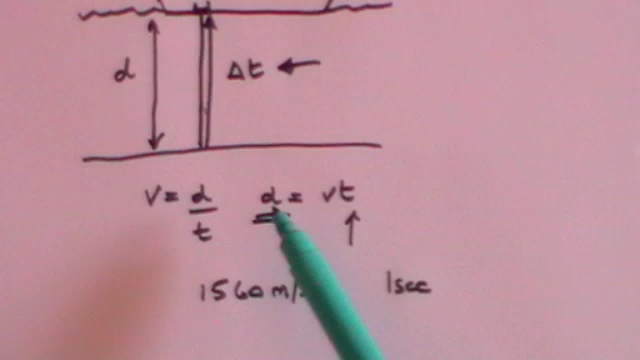 d Δt
v = d/t d = vt
1560 m/ 1sec